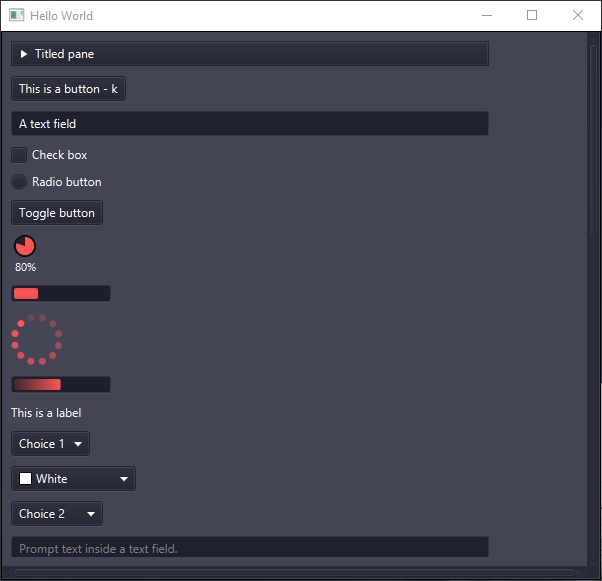 Hello World
Titled pane
This is a button - k
A text field
Check box
Radio button
Toggle button
80%
This is a label
Choice 1
White
Choice 2
Prompt text inside a text field.